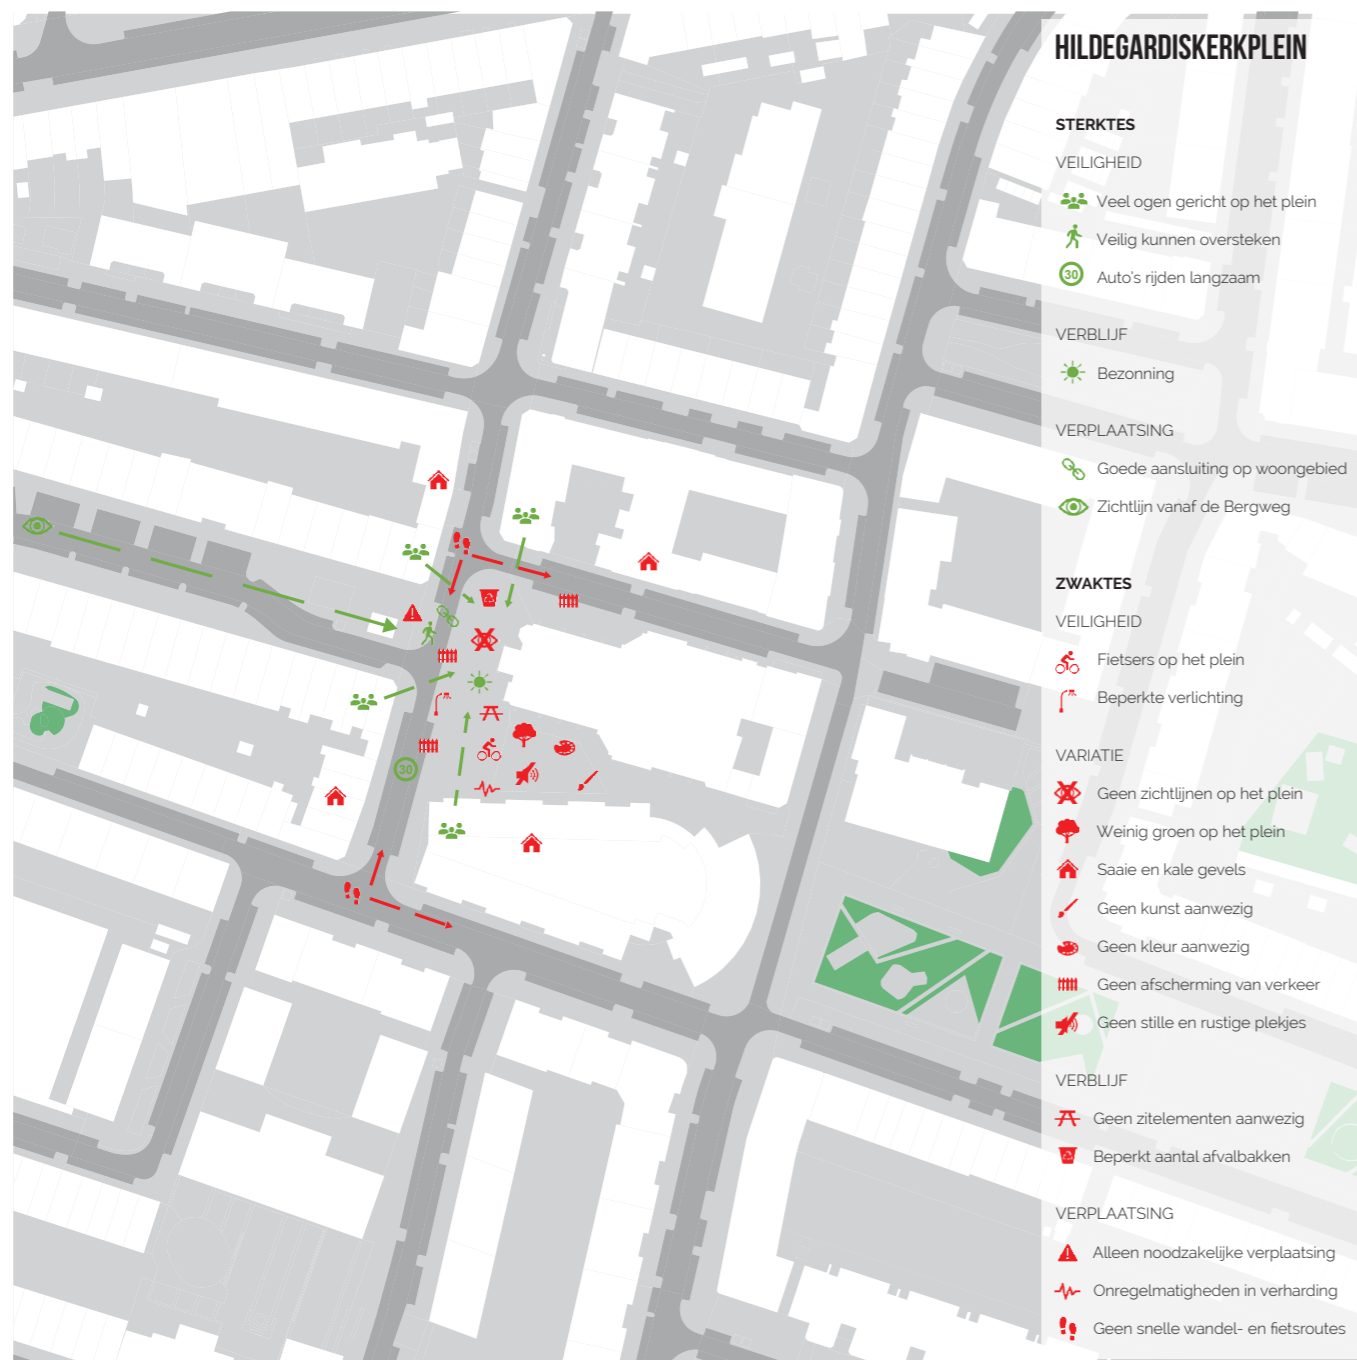 HILDEGARDISKERKPLEIN
STERKTES
VEILIGHEID
Veel ogen gericht op het plein
Veilig kunnen oversteken
30 Auto's rijden langzaam
VERBLIJF
Bezonning
VERPLAATSING
Goede aansluiting op woongebied
Zichtlijn vanaf de Bergweg
ZWAKTES
VEILIGHEID
Fietsers op het plein
Beperkte verlichting
VARIATIE
Geen zichtlijnen op het plein
Weinig groen op het plein
Saaie en kale gevels
Geen kunst aanwezig
Geen kleur aanwezig
Geen afscherming van verkeer
Geen stille en rustige plekjes
VERBLIJF
Geen zitelementen aanwezig
Beperkt aantal afvalbakken
VERPLAATSING
Alleen noodzakelijke verplaatsing
Onregelmatigheden in verharding
Geen snelle wandel- en fietsroutes
30